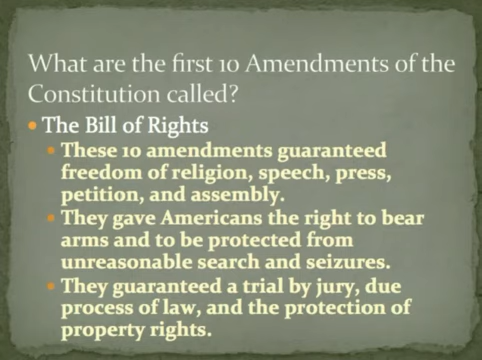 What are the first 10 Amendments of the
Constitution called?
• The Bill of Rights
• These 10 amendments guaranteed
freedom of religion, speech, press,
petition, and assembly.
• They gave Americans the right to bear
arms and to be protected from
unreasonable search and seizures.
• They guaranteed a trial by jury, due
process of law, and the protection of
property rights.